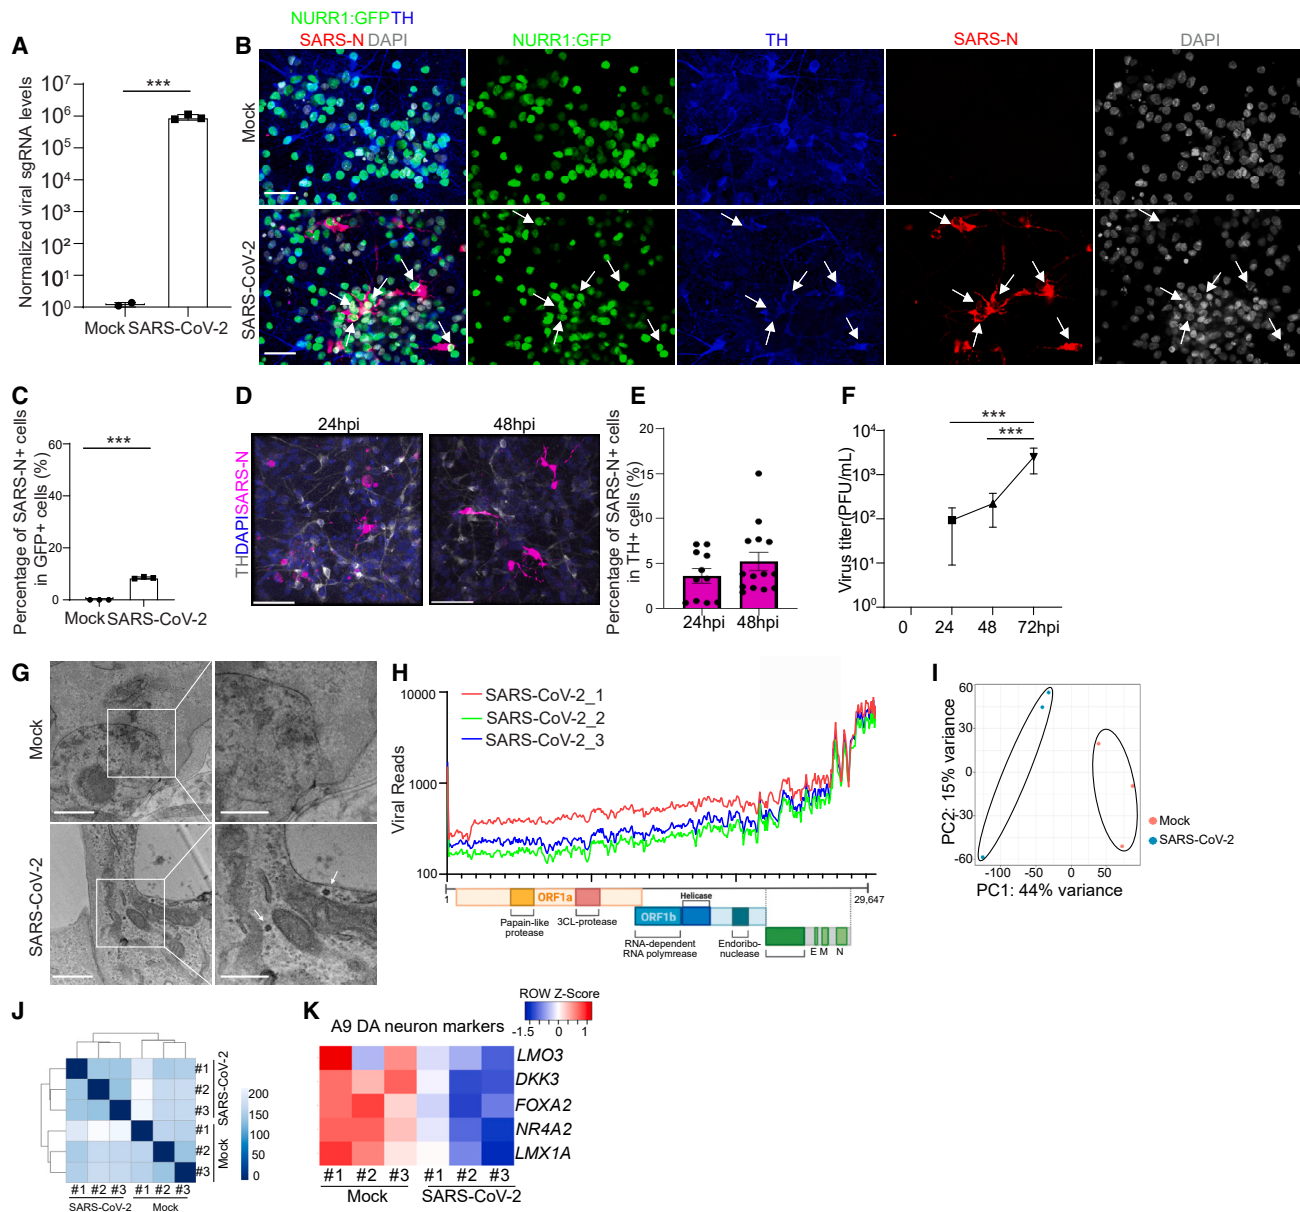 A
Normalized viral sgRNA levels
10⁷
10⁶
10⁵
10⁴
10³
10²
10¹
10⁰
***
Mock SARS-CoV-2
B
NURR1:GFP TH
SARS-N DAPI
NURR1:GFP
TH
SARS-N
DAPI
Mock
SARS-CoV-2
C
Percentage of SARS-N+ cells
in GFP+ cells (%)
60
40
20
0
***
Mock SARS-CoV-2
D
24hpi
48hpi
THDAPISARS-N
E
Percentage of SARS-N+ cells
in TH+ cells (%)
20
15
10
5
0
24hpi
48hpi
F
Virus titer(PFU/mL)
10⁴
10³
10²
10¹
10⁰
***
***
0 24 48 72hpi
G
Mock
SARS-CoV-2
H
Viral Reads
10000
1000
100
SARS-CoV-2_1
SARS-CoV-2_2
SARS-CoV-2_3
1
29,647
ORF1a
Papain-like
protease
3CL-protease
Helicase
ORF1b
RNA-dependent
RNA polymrease
Endoribo-
nuclease
E M N
I
PC2: 15% variance
60
30
0
-30
-60
-100 -50 0 50
PC1: 44% variance
Mock
SARS-CoV-2
J
#1
#2
#3
SARS-CoV-2
#1
#2
#3
Mock
#1 #2 #3 #1 #2 #3
SARS-CoV-2 Mock
200
150
100
50
0
K
A9 DA neuron markers
ROW Z-Score
-1.5 0 1
LMO3
DKK3
FOXA2
NR4A2
LMX1A
#1 #2 #3 #1 #2 #3
Mock SARS-CoV-2